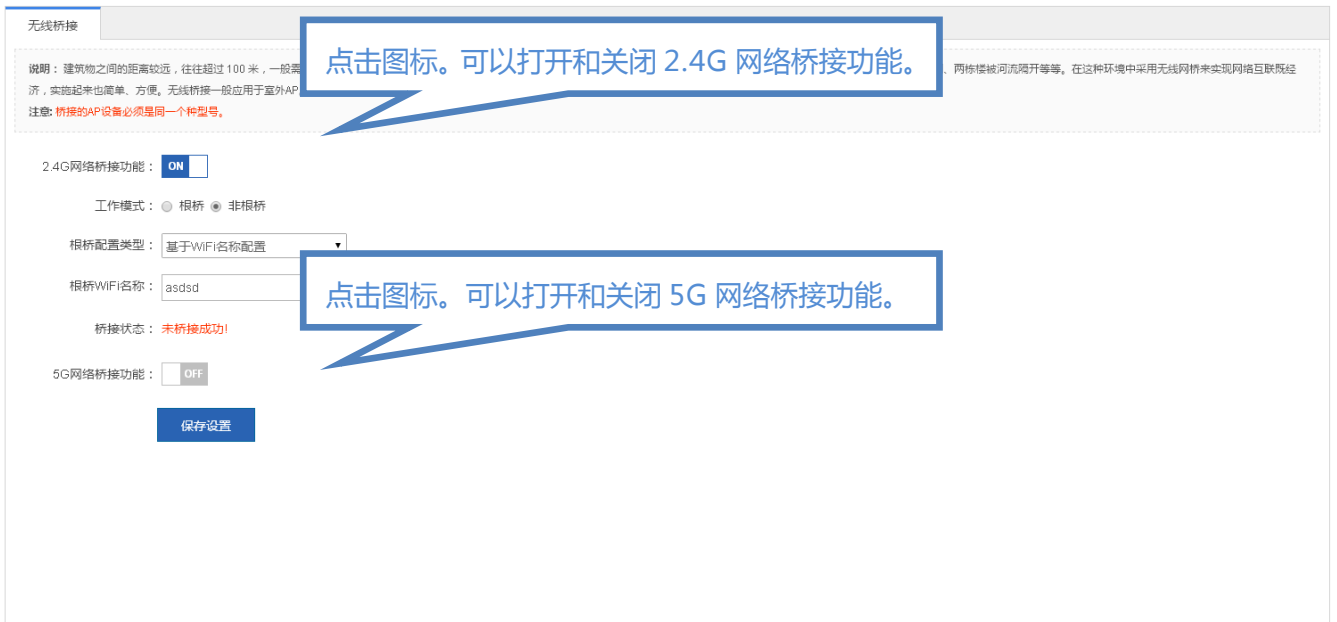 无线桥接
说明： 建筑物之间的距离较远，往往超过 100 米，一般需
、两栋楼被河流隔开等等。在这种环境中采用无线网桥来实现网络互联既经
济，实施起来也简单、方便。无线桥接一般应用于室外AP
注意: 桥接的AP设备必须是同一个种型号。
点击图标。可以打开和关闭 2.4G 网络桥接功能。
2.4G网络桥接功能： ON
工作模式： 根桥 非根桥
根桥配置类型： 基于WiFi名称配置
根桥WiFi名称： asdsd
点击图标。可以打开和关闭 5G 网络桥接功能。
桥接状态： 未桥接成功!
5G网络桥接功能： OFF
保存设置